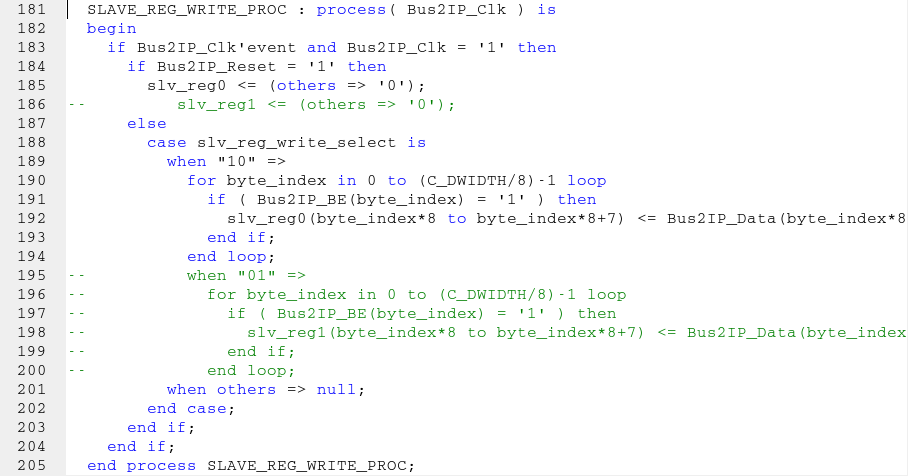 181 SLAVE_REG_WRITE_PROC : process( Bus2IP_Clk ) is
182 begin
183 if Bus2IP_Clk'event and Bus2IP_Clk = '1' then
184 if Bus2IP_Reset = '1' then
185 slv_reg0 <= (others => '0');
186 -- slv_reg1 <= (others => '0');
187 else
188 case slv_reg_write_select is
189 when "10" =>
190 for byte_index in 0 to (C_DWIDTH/8)-1 loop
191 if ( Bus2IP_BE(byte_index) = '1' ) then
192 slv_reg0(byte_index*8 to byte_index*8+7) <= Bus2IP_Data(byte_index*8
193 end if;
194 end loop;
195 -- when "01" =>
196 -- for byte_index in 0 to (C_DWIDTH/8)-1 loop
197 -- if ( Bus2IP_BE(byte_index) = '1' ) then
198 -- slv_reg1(byte_index*8 to byte_index*8+7) <= Bus2IP_Data(byte_index
199 -- end if;
200 -- end loop;
201 when others => null;
202 end case;
203 end if;
204 end if;
205 end process SLAVE_REG_WRITE_PROC;